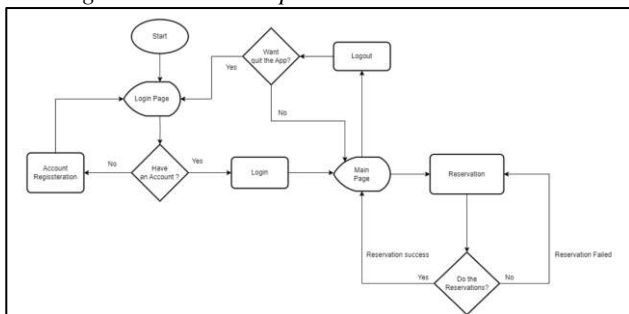 Start
Want
quit the App?
Logout
Yes
Login Page
No
Account
Regissteration
No
Have
an Account ?
Yes
Login
Main
Page
Reservation
Reservation success
Reservation Failed
Yes
Do the
Reservations?
No